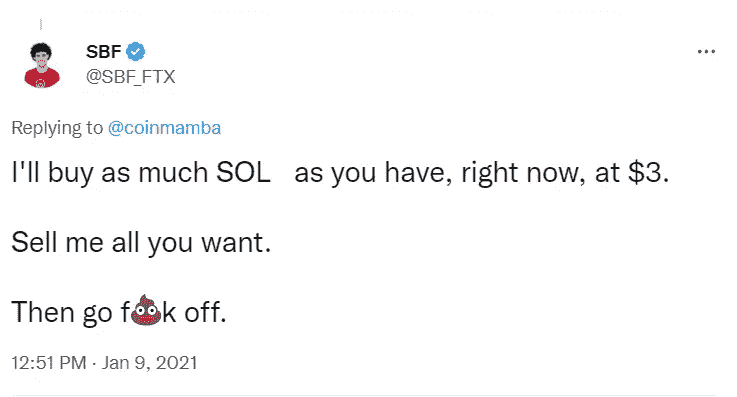 SBF
@SBF_FTX
Replying to @coinmamba
I'll buy as much SOL as you have, right now, at $3.
Sell me all you want.
Then go f💩k off.
12:51 PM · Jan 9, 2021